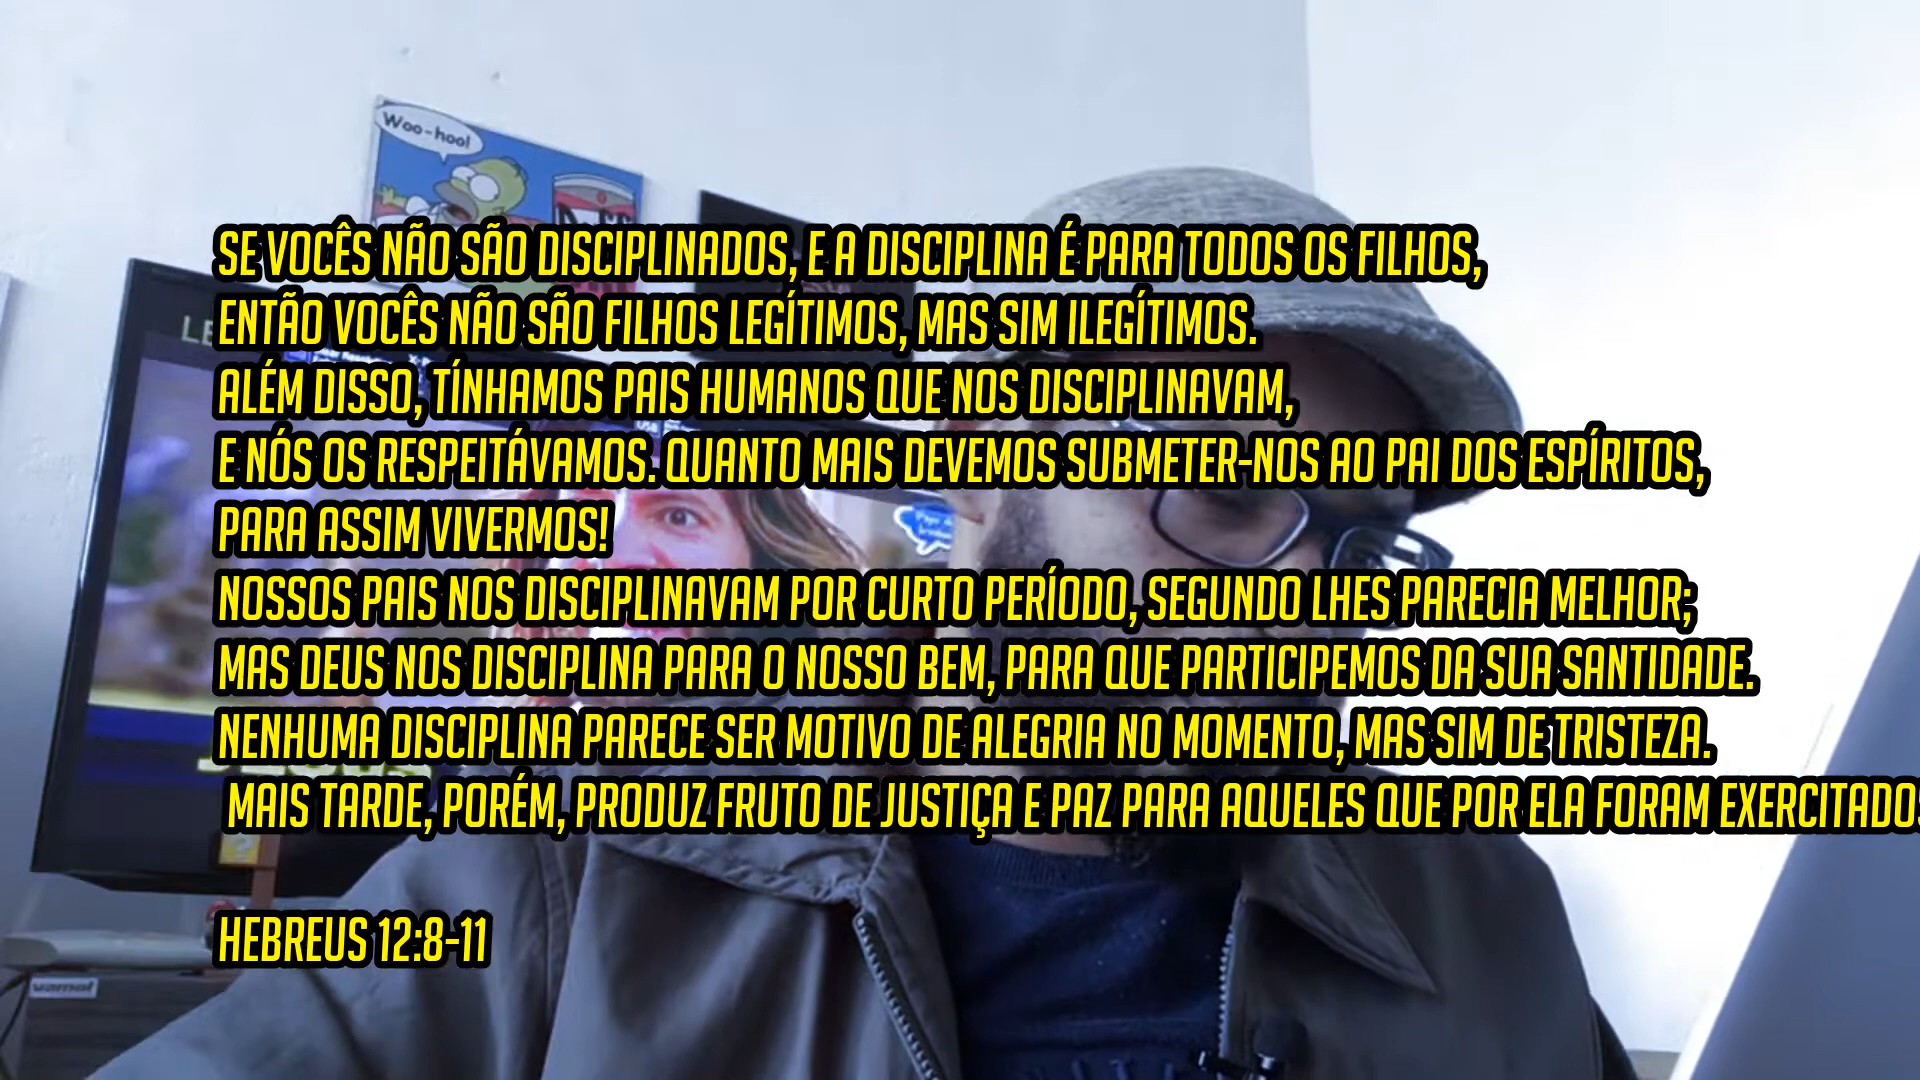 Woo-hoo!
SE VOCÊS NÃO SÃO DISCIPLINADOS, E A DISCIPLINA É PARA TODOS OS FILHOS,
ENTÃO VOCÊS NÃO SÃO FILHOS LEGÍTIMOS, MAS SIM ILEGÍTIMOS.
ALÉM DISSO, TÍNHAMOS PAIS HUMANOS QUE NOS DISCIPLINAVAM,
E NÓS OS RESPEITÁVAMOS. QUANTO MAIS DEVEMOS SUBMETER-NOS AO PAI DOS ESPÍRITOS,
PARA ASSIM VIVERMOS!
NOSSOS PAIS NOS DISCIPLINAVAM POR CURTO PERÍODO, SEGUNDO LHES PARECIA MELHOR;
MAS DEUS NOS DISCIPLINA PARA O NOSSO BEM, PARA QUE PARTICIPEMOS DA SUA SANTIDADE.
NENHUMA DISCIPLINA PARECE SER MOTIVO DE ALEGRIA NO MOMENTO, MAS SIM DE TRISTEZA.
MAIS TARDE, PORÉM, PRODUZ FRUTO DE JUSTIÇA E PAZ PARA AQUELES QUE POR ELA FORAM EXERCITADOS
HEBREUS 12:8-11